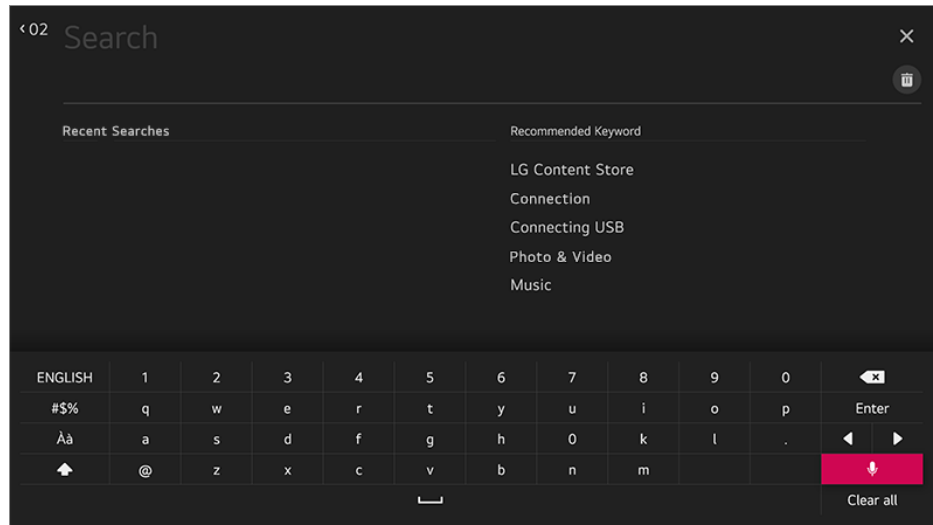 ‹ 02
Search
Recent Searches
Recommended Keyword
LG Content Store
Connection
Connecting USB
Photo & Video
Music
ENGLISH 1 2 3 4 5 6 7 8 9 0
#$% q w e r t y u i o p Enter
Àà a s d f g h 0 k l .
@ z x c v b n m
Clear all